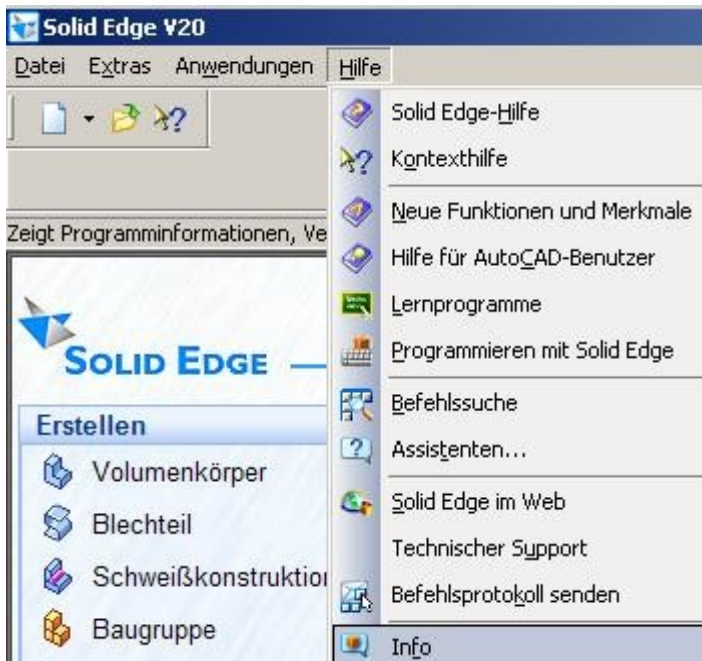 Solid Edge V20
Datei Extras Anwendungen Hilfe
Solid Edge-Hilfe
Kontexthilfe
Neue Funktionen und Merkmale
Hilfe für AutoCAD-Benutzer
Lernprogramme
Programmieren mit Solid Edge
Befehlssuche
Assistenten...
Solid Edge im Web
Technischer Support
Befehlsprotokoll senden
Info
Zeigt Programminformationen, Ve
SOLID EDGE
Erstellen
Volumenkörper
Blechteil
Schweißkonstruktion
Baugruppe